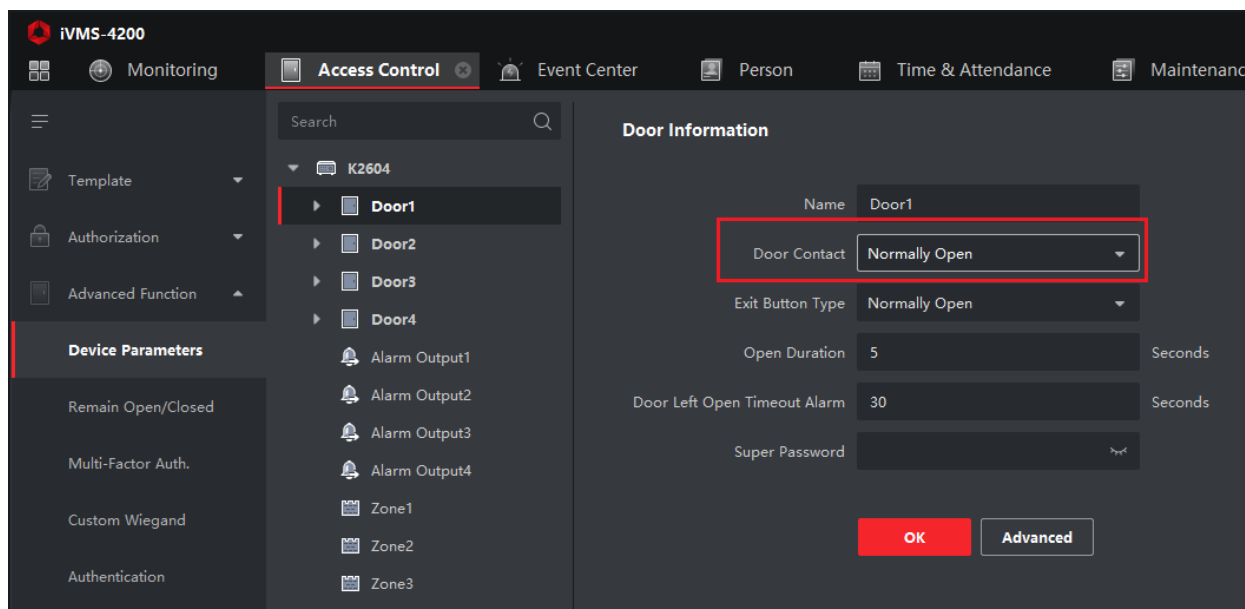 iVMS-4200
Monitoring
Access Control
Event Center
Person
Time & Attendance
Maintenanc
Template
Authorization
Advanced Function
Device Parameters
Remain Open/Closed
Multi-Factor Auth.
Custom Wiegand
Authentication
Search
K2604
Door1
Door2
Door3
Door4
Alarm Output1
Alarm Output2
Alarm Output3
Alarm Output4
Zone1
Zone2
Zone3
Door Information
Name Door1
Door Contact Normally Open
Exit Button Type Normally Open
Open Duration 5 Seconds
Door Left Open Timeout Alarm 30 Seconds
Super Password
OK Advanced